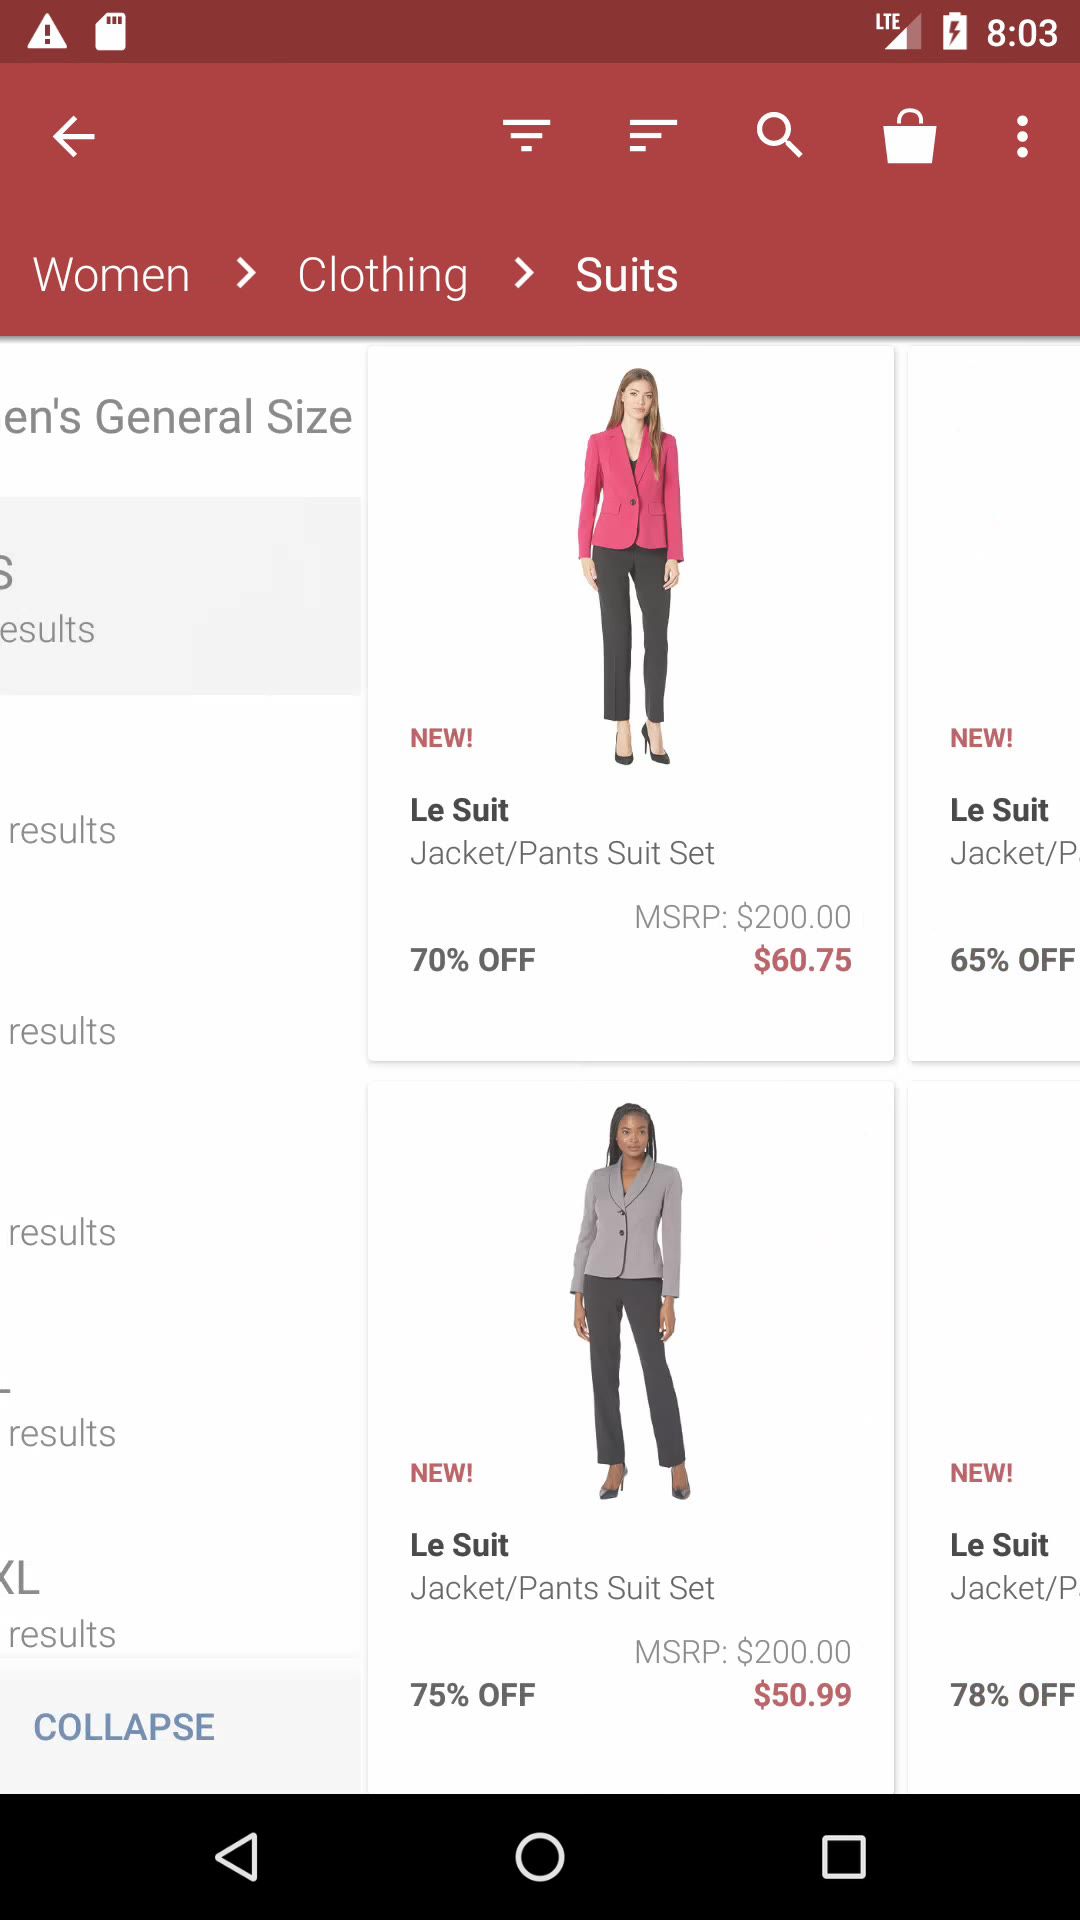 LTE 8:03
Women > Clothing > Suits
en's General Size
S
esults
results
results
results
results
XL
results
COLLAPSE
NEW!
Le Suit
Jacket/Pants Suit Set
MSRP: $200.00
70% OFF $60.75
NEW!
Le Suit
Jacket/P
65% OFF
NEW!
Le Suit
Jacket/Pants Suit Set
MSRP: $200.00
75% OFF $50.99
NEW!
Le Suit
Jacket/P
78% OFF